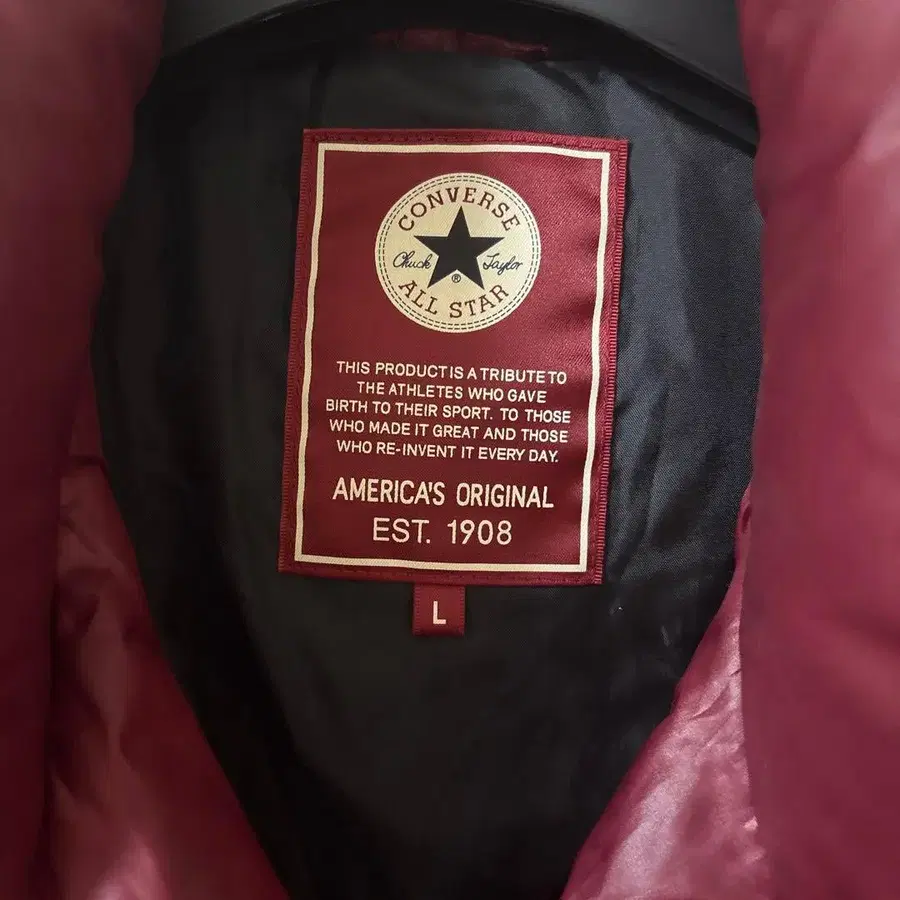 CONVERSE
Chuck Taylor
®
ALL STAR
THIS PRODUCT IS A TRIBUTE TO
THE ATHLETES WHO GAVE
BIRTH TO THEIR SPORT. TO THOSE
WHO MADE IT GREAT AND THOSE
WHO RE-INVENT IT EVERY DAY.
AMERICA'S ORIGINAL
EST. 1908
L